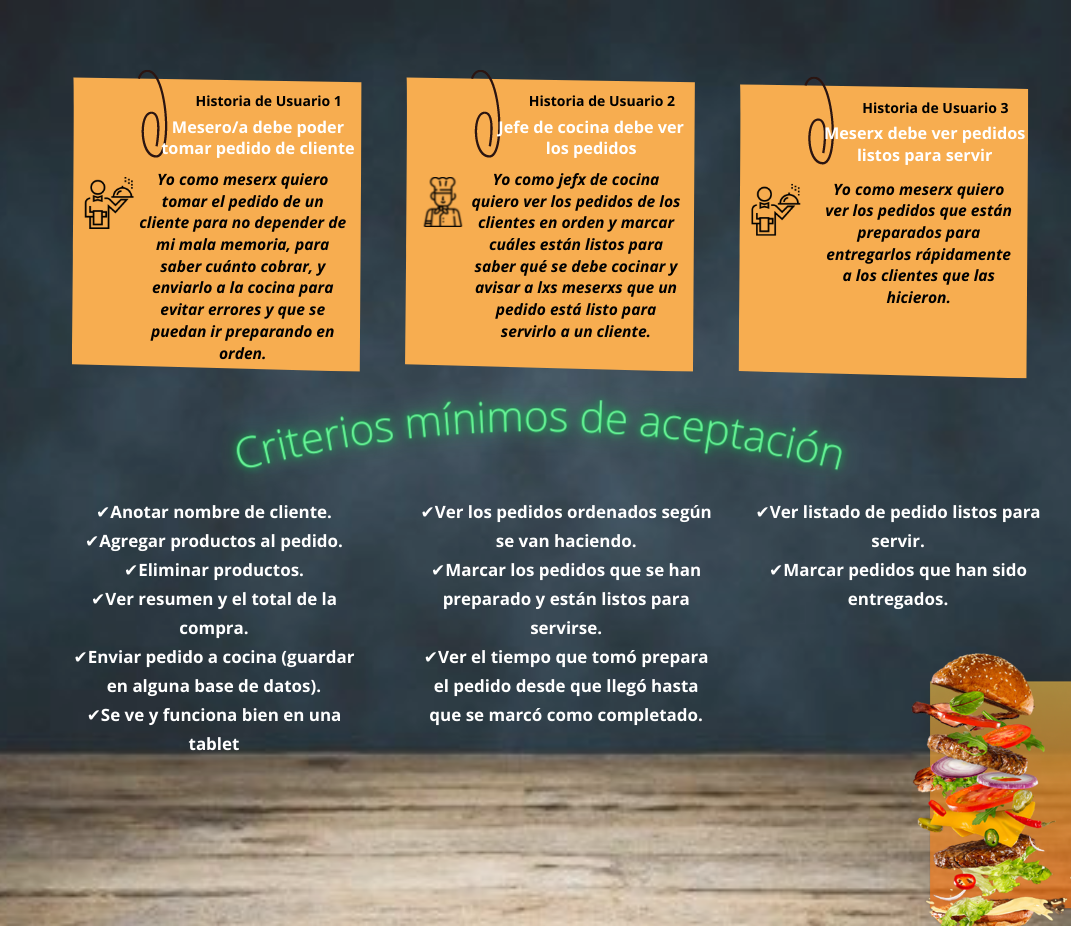 Historia de Usuario 1
Mesero/a debe poder
tomar pedido de cliente
Yo como meserx quiero
tomar el pedido de un
cliente para no depender de
mi mala memoria, para
saber cuánto cobrar, y
enviarlo a la cocina para
evitar errores y que se
puedan ir preparando en
orden.
Historia de Usuario 2
Jefe de cocina debe ver
los pedidos
Yo como jefx de cocina
quiero ver los pedidos de los
clientes en orden y marcar
cuáles están listos para
saber qué se debe cocinar y
avisar a lxs meserxs que un
pedido está listo para
servirlo a un cliente.
Historia de Usuario 3
Meserx debe ver pedidos
listos para servir
Yo como meserx quiero
ver los pedidos que están
preparados para
entregarlos rápidamente
a los clientes que las
hicieron.
Criterios mínimos de aceptación
✔Anotar nombre de cliente.
✔Agregar productos al pedido.
✔Eliminar productos.
✔Ver resumen y el total de la
compra.
✔Enviar pedido a cocina (guardar
en alguna base de datos).
✔Se ve y funciona bien en una
tablet
✔Ver los pedidos ordenados según
se van haciendo.
✔Marcar los pedidos que se han
preparado y están listos para
servirse.
✔Ver el tiempo que tomó prepara
el pedido desde que llegó hasta
que se marcó como completado.
✔Ver listado de pedido listos para
servir.
✔Marcar pedidos que han sido
entregados.